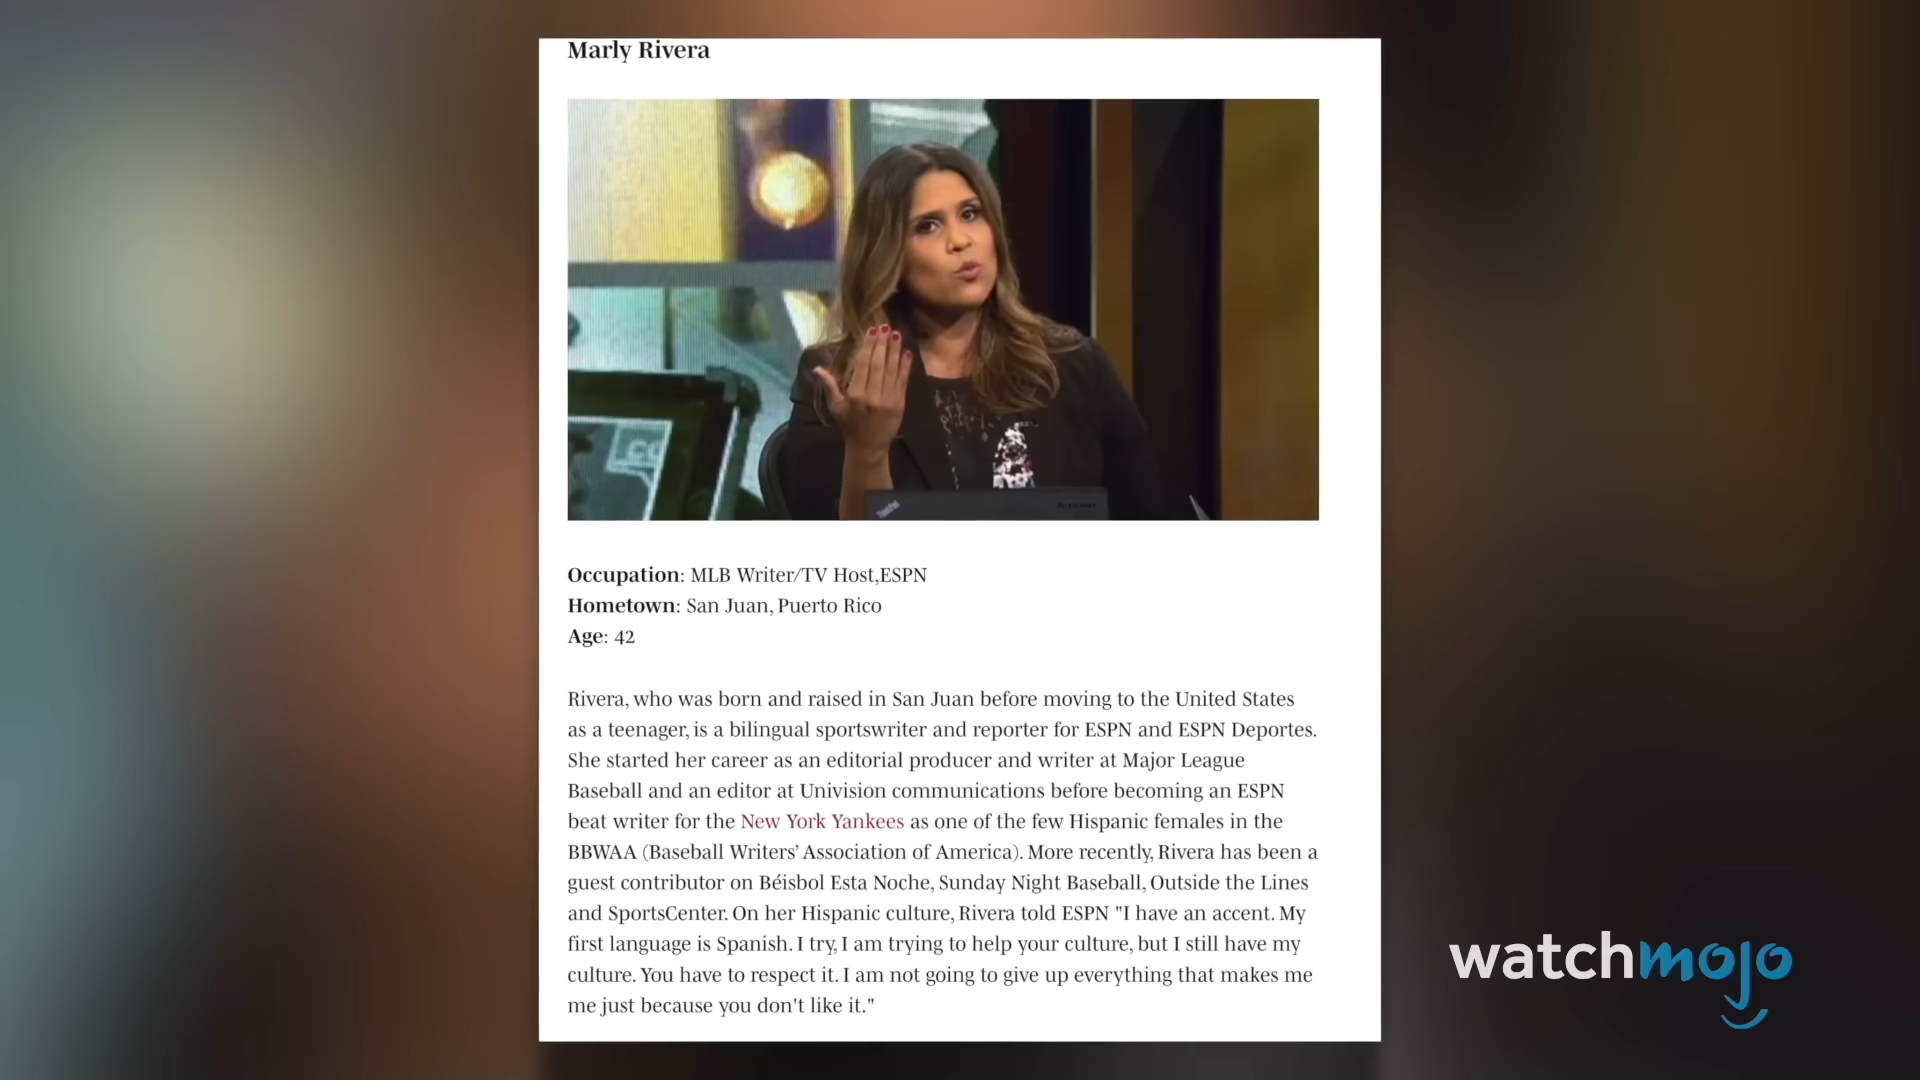 Marly Rivera
CC
ThinkPad
Occupation: MLB Writer/TV Host,ESPN
Hometown: San Juan, Puerto Rico
Age: 42
Rivera, who was born and raised in San Juan before moving to the United States
as a teenager, is a bilingual sportswriter and reporter for ESPN and ESPN Deportes.
She started her career as an editorial producer and writer at Major League
Baseball and an editor at Univision communications before becoming an ESPN
beat writer for the New York Yankees as one of the few Hispanic females in the
BBWAA (Baseball Writers' Association of America). More recently, Rivera has been a
guest contributor on Béisbol Esta Noche, Sunday Night Baseball, Outside the Lines
and SportsCenter. On her Hispanic culture, Rivera told ESPN "I have an accent. My
first language is Spanish. I try, I am trying to help your culture, but I still have my
culture. You have to respect it. I am not going to give up everything that makes me
me just because you don't like it."
watchmojo